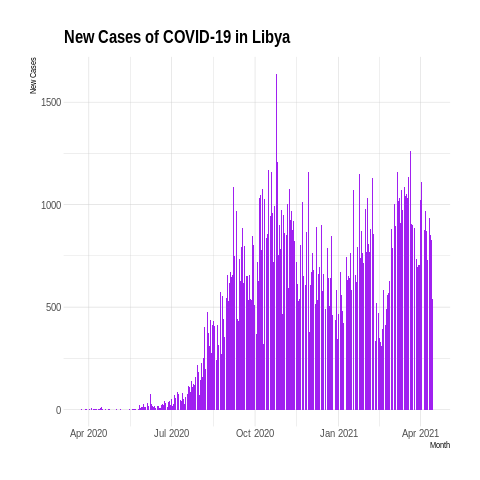 New Cases of COVID-19 in Libya
New Cases
1500
1000
500
0
Apr 2020
Jul 2020
Oct 2020
Jan 2021
Apr 2021
Month